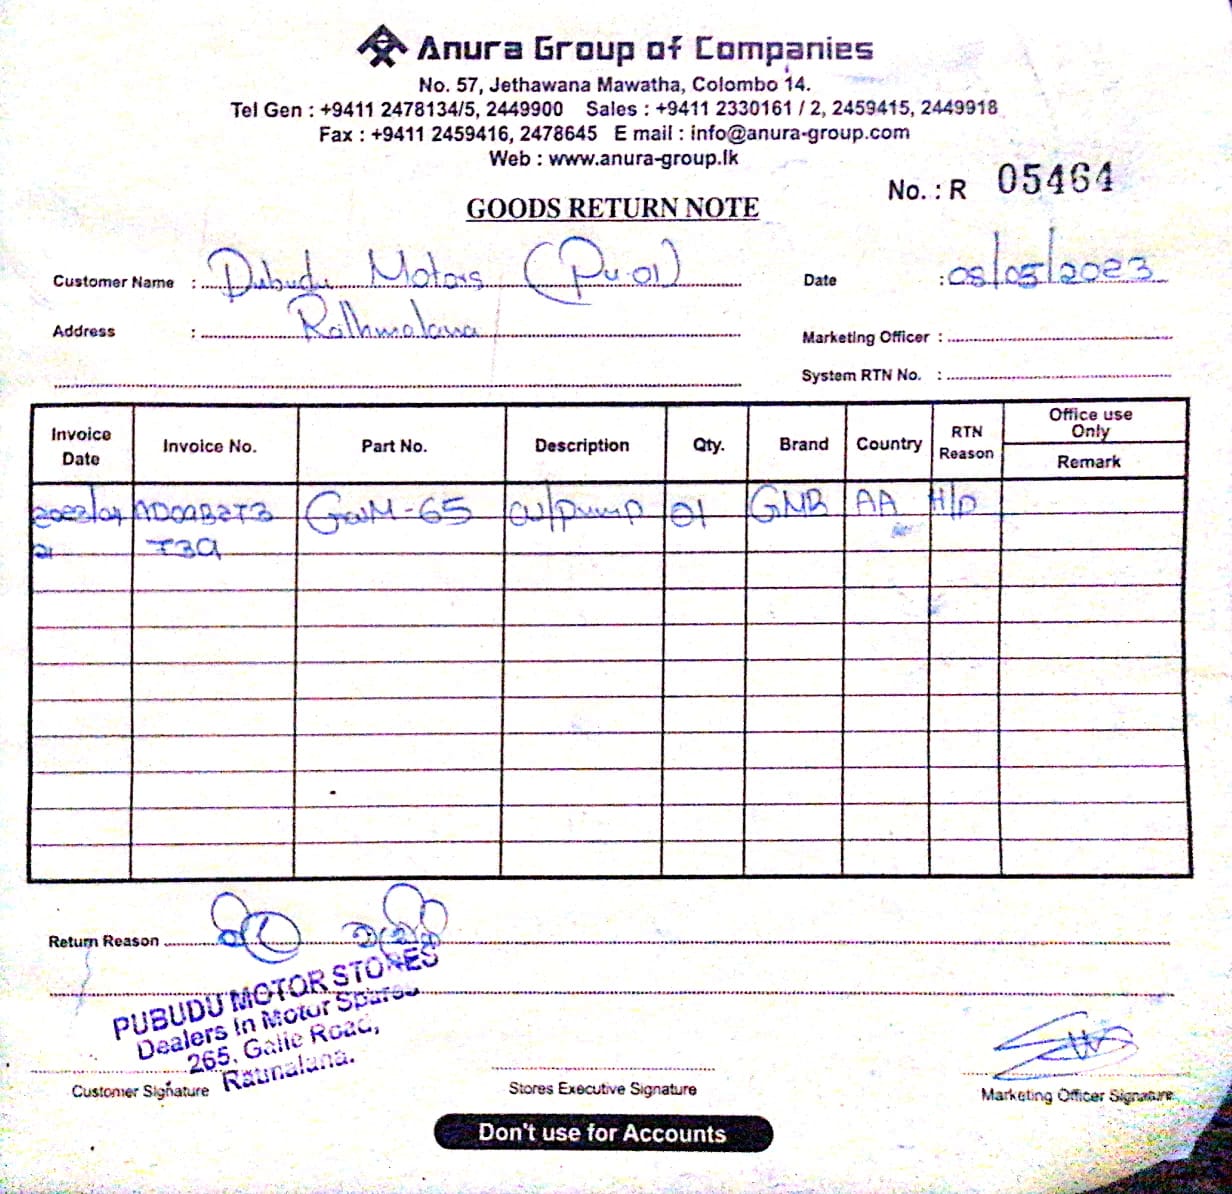 Anura Group of Companies
No. 57, Jethawana Mawatha, Colombo 14.
Tel Gen : +9411 2478134/5, 2449900 Sales : +9411 2330161 / 2, 2459415, 2449918
Fax : +9411 2459416, 2478645 E mail : info@anura-group.com
Web : www.anura-group.lk
No. : R 05464
GOODS RETURN NOTE
Customer Name : Pubudu Motors (Pu-01)
Date : 08/05/2023
Address : Rathmalana
Marketing Officer :
System RTN No. :
Invoice Date Invoice No. Part No. Description Qty. Brand Country RTN Reason Office use Only Remark
GWM-65 W/Pump 01 GMB AA H/P
Return Reason
PUBUDU MOTOR STORES
Dealers In Motor Spares
265, Galle Road,
Ratmalana.
Customer Signature
Stores Executive Signature
Marketing Officer Signature
Don't use for Accounts